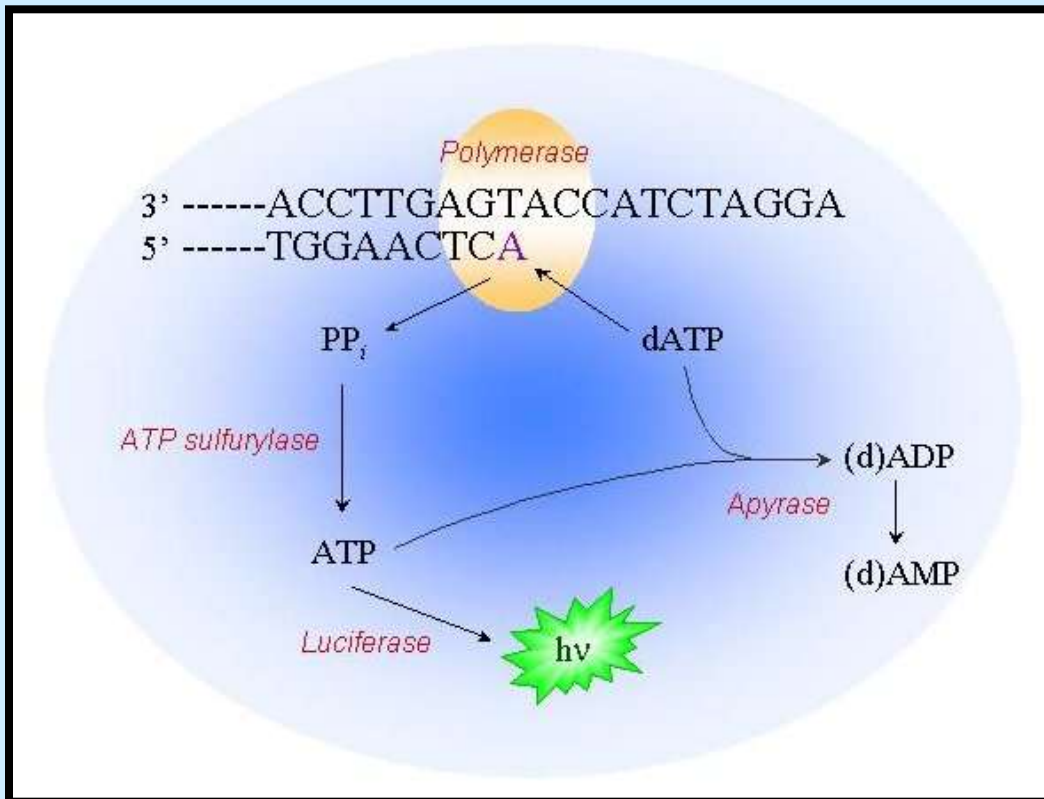 Polymerase
3’ ------ACCTTGAGTACCATCTAGGA
5’ ------TGGAACTCA
PPi
dATP
ATP sulfurylase
(d)ADP
Apyrase
ATP
(d)AMP
Luciferase
hν